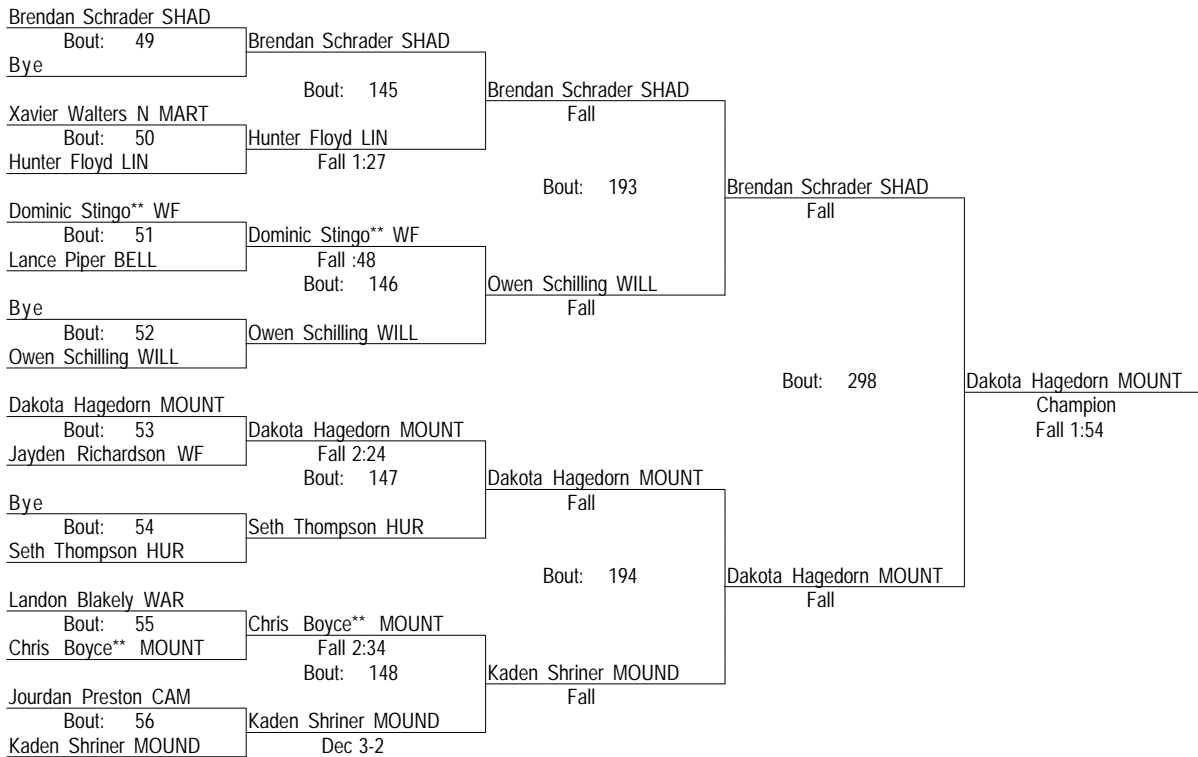 Brendan Schrader SHAD
Bout: 49
Bye
Brendan Schrader SHAD
Bout: 145
Xavier Walters N MART
Bout: 50
Hunter Floyd LIN
Hunter Floyd LIN
Fall 1:27
Brendan Schrader SHAD
Fall
Bout: 193
Dominic Stingo** WF
Bout: 51
Lance Piper BELL
Dominic Stingo** WF
Fall :48
Bout: 146
Bye
Bout: 52
Owen Schilling WILL
Owen Schilling WILL
Owen Schilling WILL
Fall
Brendan Schrader SHAD
Fall
Bout: 298
Dakota Hagedorn MOUNT
Bout: 53
Jayden Richardson WF
Dakota Hagedorn MOUNT
Fall 2:24
Bout: 147
Bye
Bout: 54
Seth Thompson HUR
Seth Thompson HUR
Dakota Hagedorn MOUNT
Fall
Bout: 194
Landon Blakely WAR
Bout: 55
Chris Boyce** MOUNT
Chris Boyce** MOUNT
Fall 2:34
Bout: 148
Jourdan Preston CAM
Bout: 56
Kaden Shriner MOUND
Kaden Shriner MOUND
Dec 3-2
Kaden Shriner MOUND
Fall
Dakota Hagedorn MOUNT
Fall
Dakota Hagedorn MOUNT
Champion
Fall 1:54